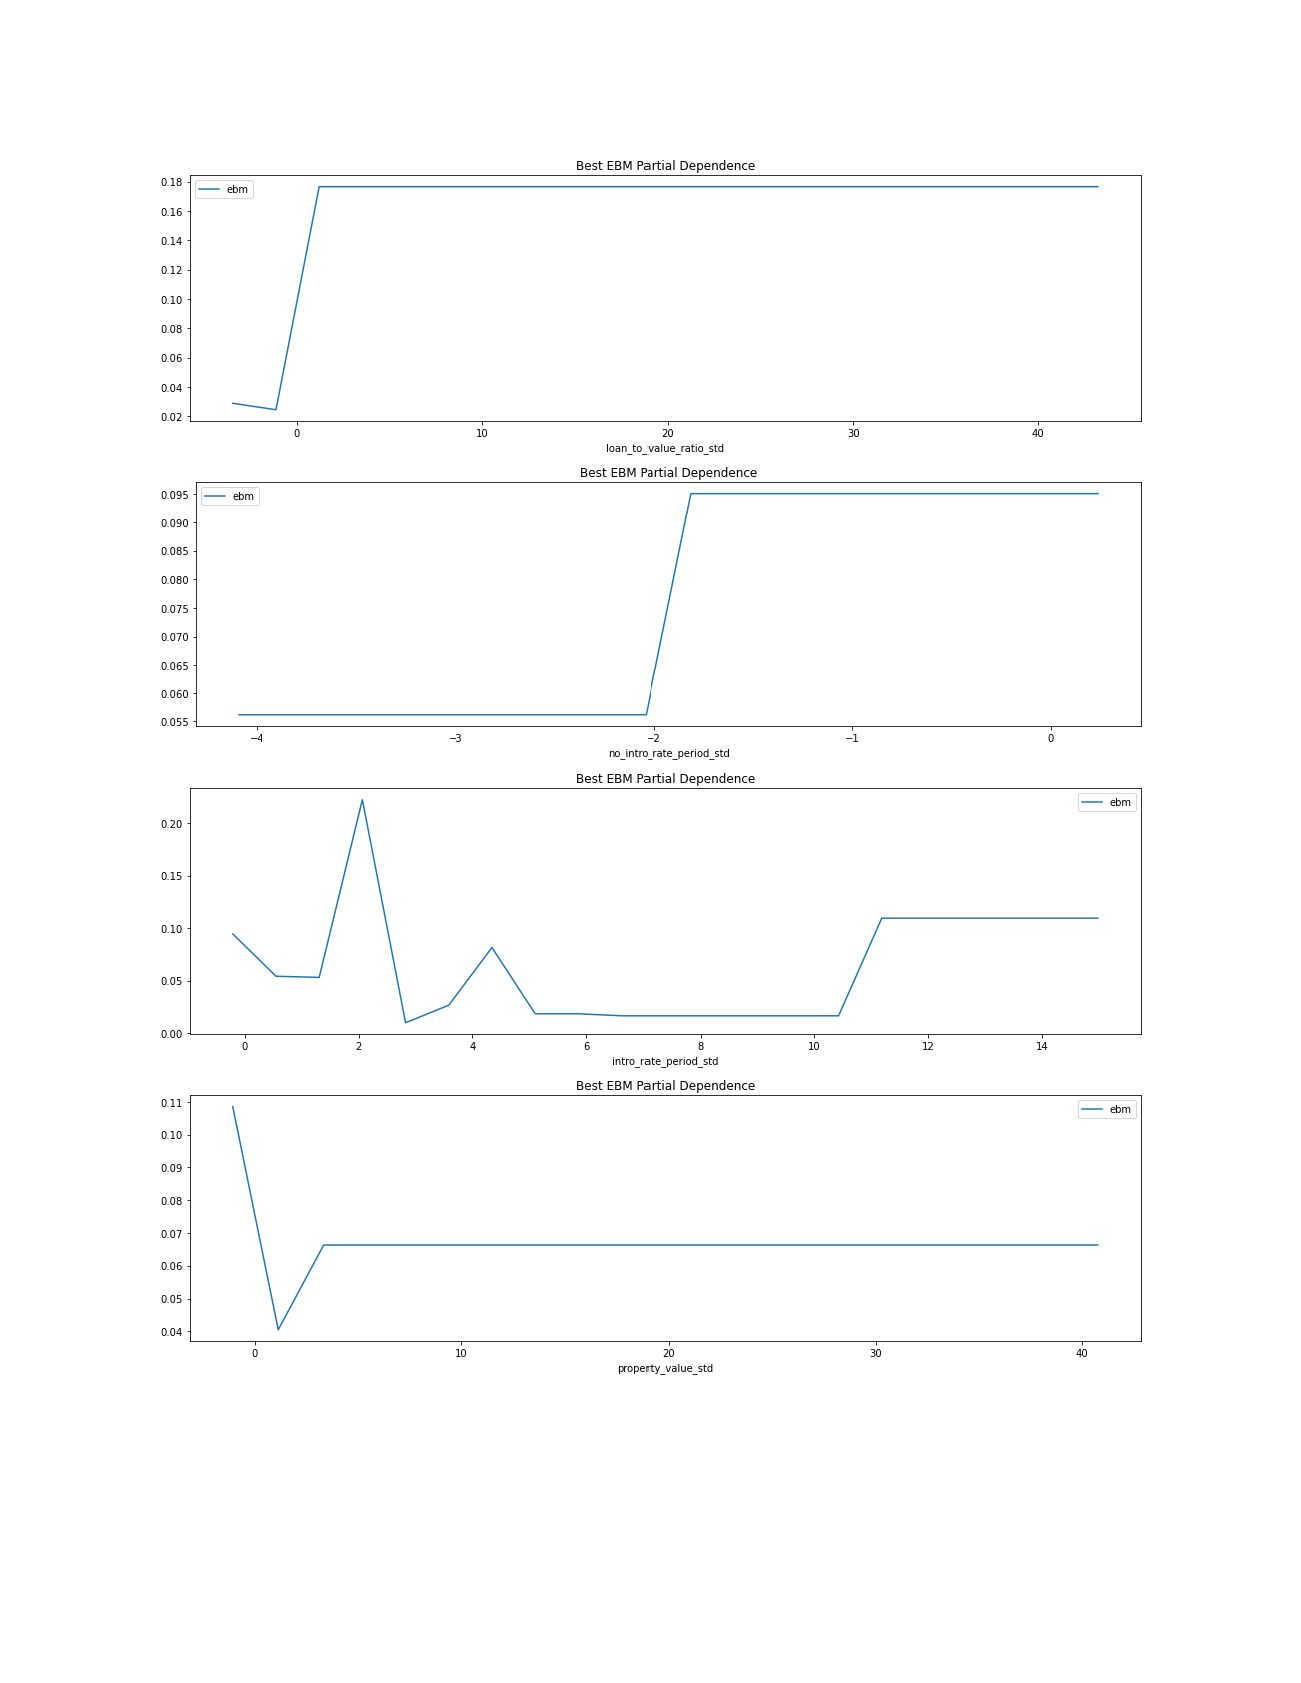 Best EBM Partial Dependence
ebm
0.18
0.16
0.14
0.12
0.10
0.08
0.06
0.04
0.02
0 10 20 30 40
loan_to_value_ratio_std
Best EBM Partial Dependence
ebm
0.095
0.090
0.085
0.080
0.075
0.070
0.065
0.060
0.055
−4 −3 −2 −1 0
no_intro_rate_period_std
Best EBM Partial Dependence
ebm
0.20
0.15
0.10
0.05
0.00
0 2 4 6 8 10 12 14
intro_rate_period_std
Best EBM Partial Dependence
ebm
0.11
0.10
0.09
0.08
0.07
0.06
0.05
0.04
0 10 20 30 40
property_value_std